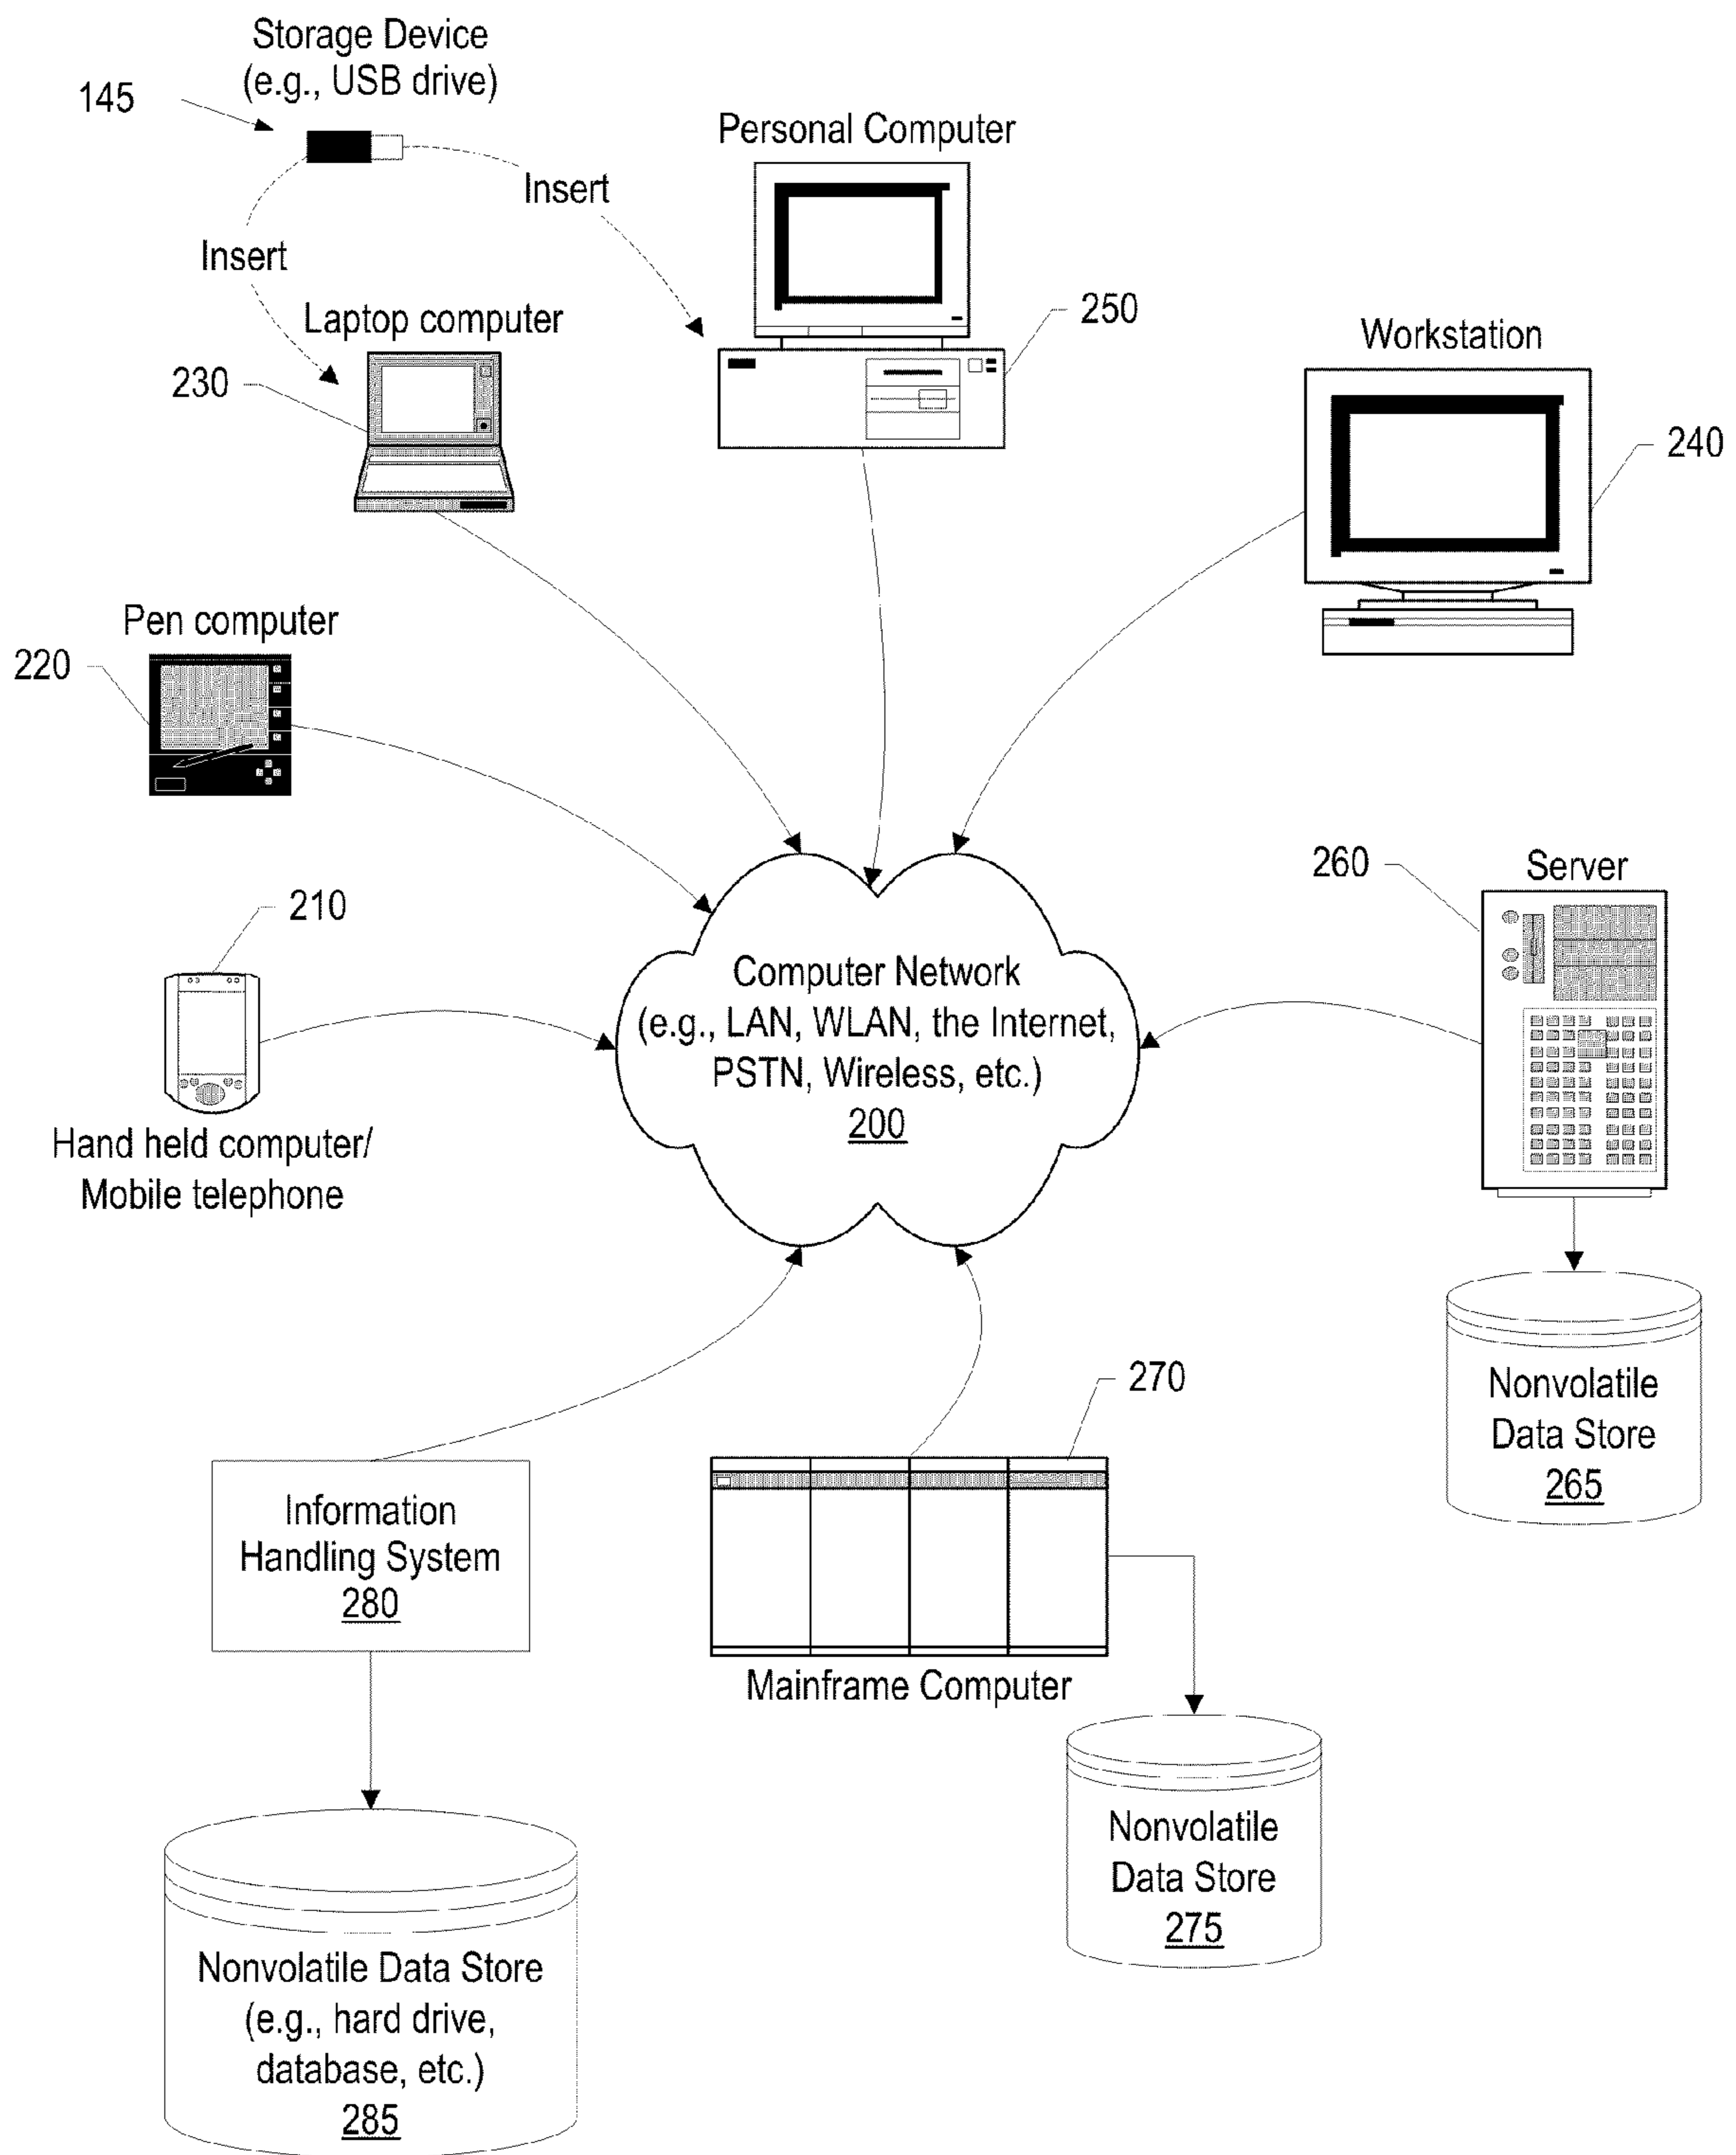 Storage Device
(e.g., USB drive)
145
Personal Computer
Insert
Insert
Laptop computer
250
Workstation
230
240
Pen computer
220
260
Server
210
Computer Network
(e.g., LAN, WLAN, the Internet,
PSTN, Wireless, etc.)
200
Hand held computer/
Mobile telephone
270
Nonvolatile
Data Store
265
Information
Handling System
280
Mainframe Computer
Nonvolatile
Data Store
275
Nonvolatile Data Store
(e.g., hard drive,
database, etc.)
285